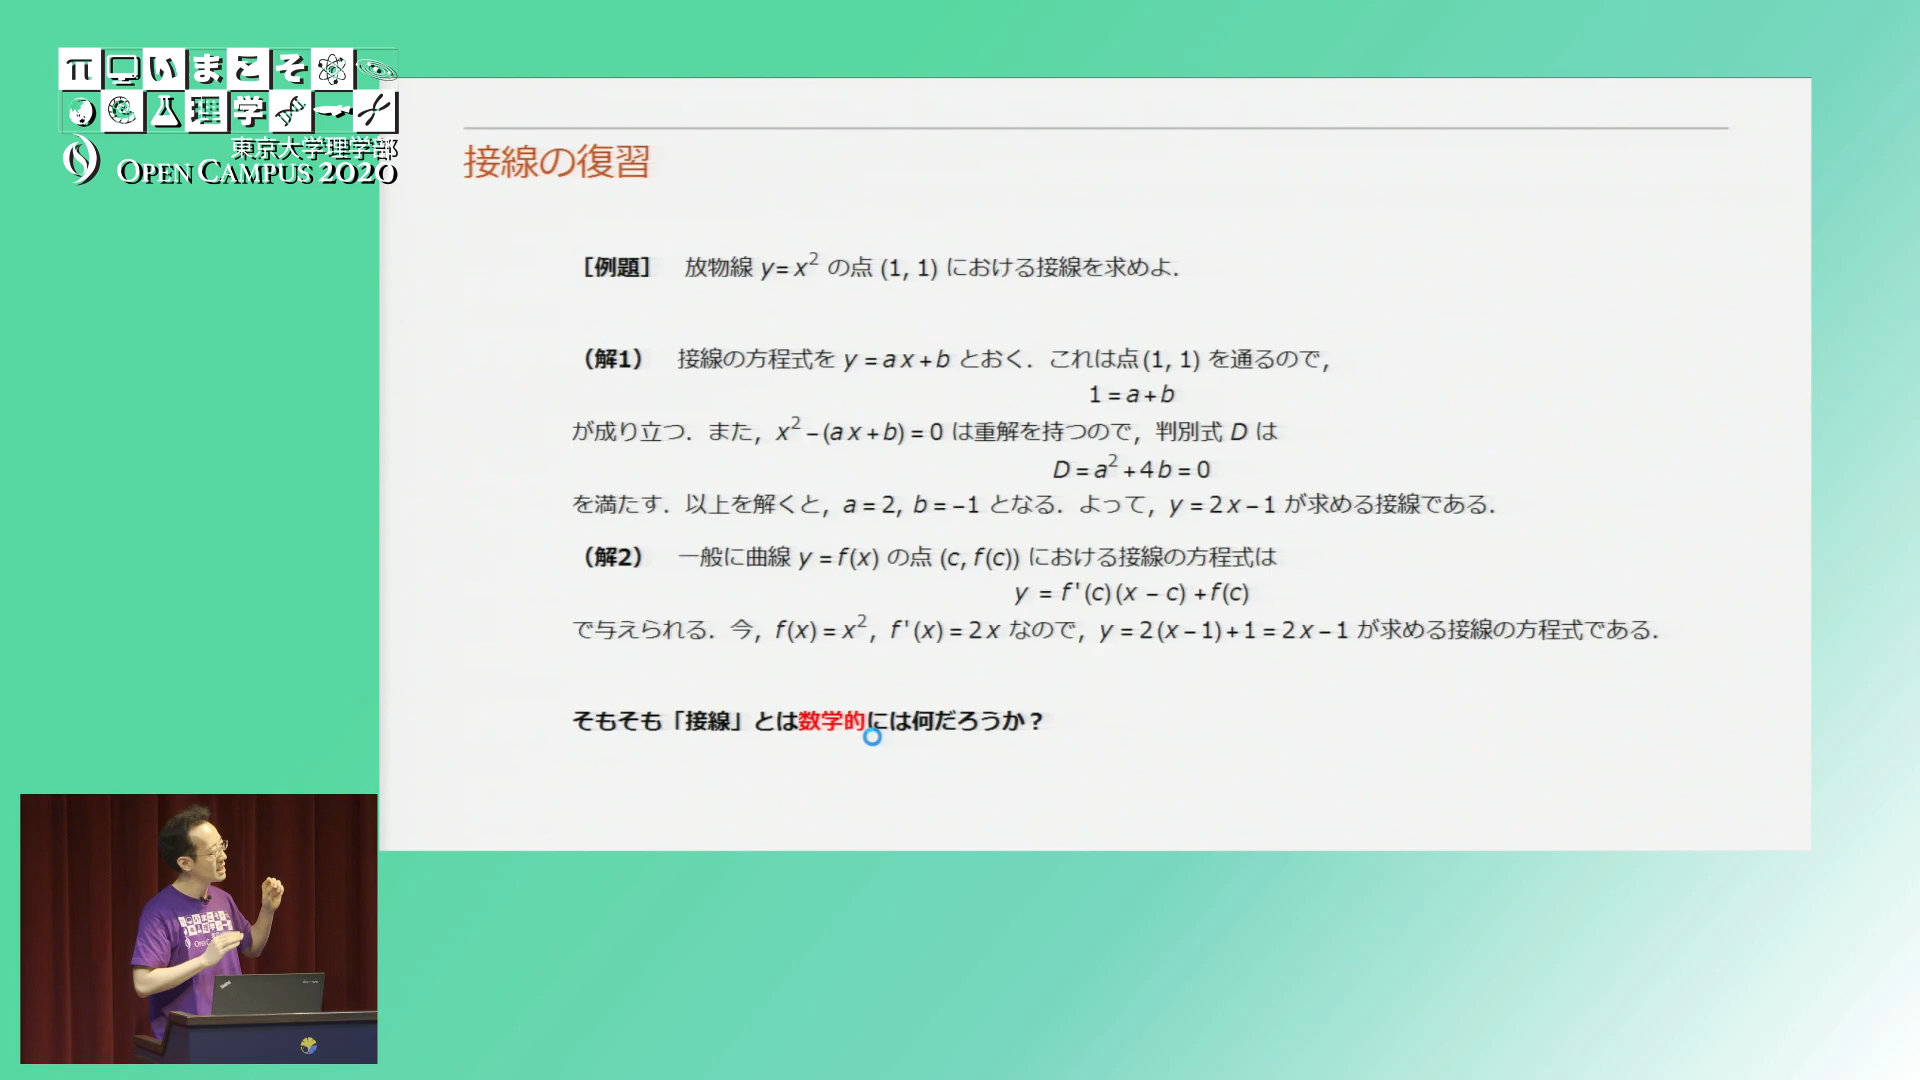 πいまこそ
理学
東京大学理学部
OPEN CAMPUS 2020
接線の復習
［例題］ 放物線 y = x² の点 (1, 1) における接線を求めよ．
（解1） 接線の方程式を y = a x + b とおく．これは点 (1, 1) を通るので，
1 = a + b
が成り立つ．また，x² − (a x + b) = 0 は重解を持つので，判別式 D は
D = a² + 4 b = 0
を満たす．以上を解くと，a = 2, b = −1 となる．よって，y = 2 x − 1 が求める接線である．
（解2） 一般に曲線 y = f(x) の点 (c, f(c)) における接線の方程式は
y = f'(c) (x − c) + f(c)
で与えられる．今，f(x) = x²，f'(x) = 2 x なので，y = 2 (x − 1) + 1 = 2 x − 1 が求める接線の方程式である．
そもそも「接線」とは数学的には何だろうか？